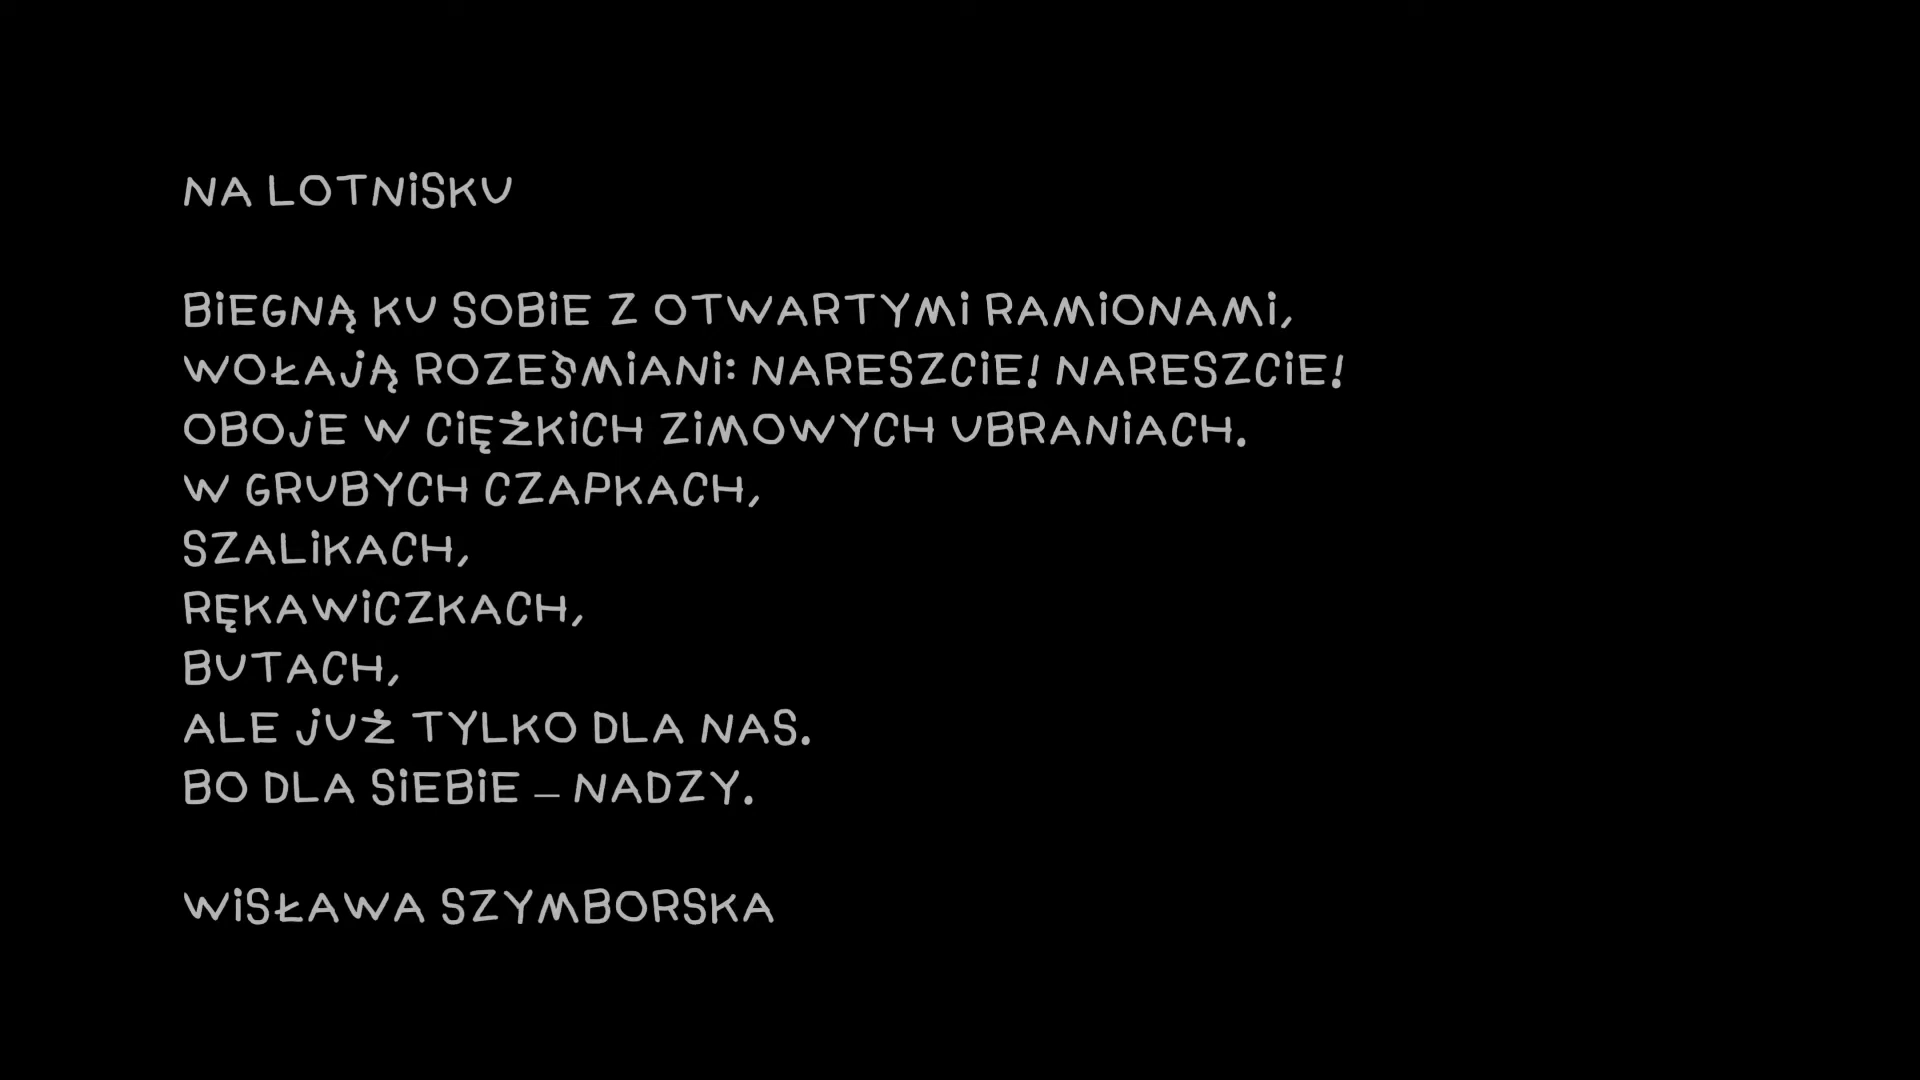 NA LOTNISKU
BIEGNĄ KU SOBIE Z OTWARTYMI RAMIONAMI,
WOŁAJĄ ROZEŚMIANI: NARESZCIE! NARESZCIE!
OBOJE W CIĘŻKICH ZIMOWYCH UBRANIACH.
W GRUBYCH CZAPKACH,
SZALIKACH,
RĘKAWICZKACH,
BUTACH,
ALE JUŻ TYLKO DLA NAS.
BO DLA SIEBIE – NADZY.
WISŁAWA SZYMBORSKA